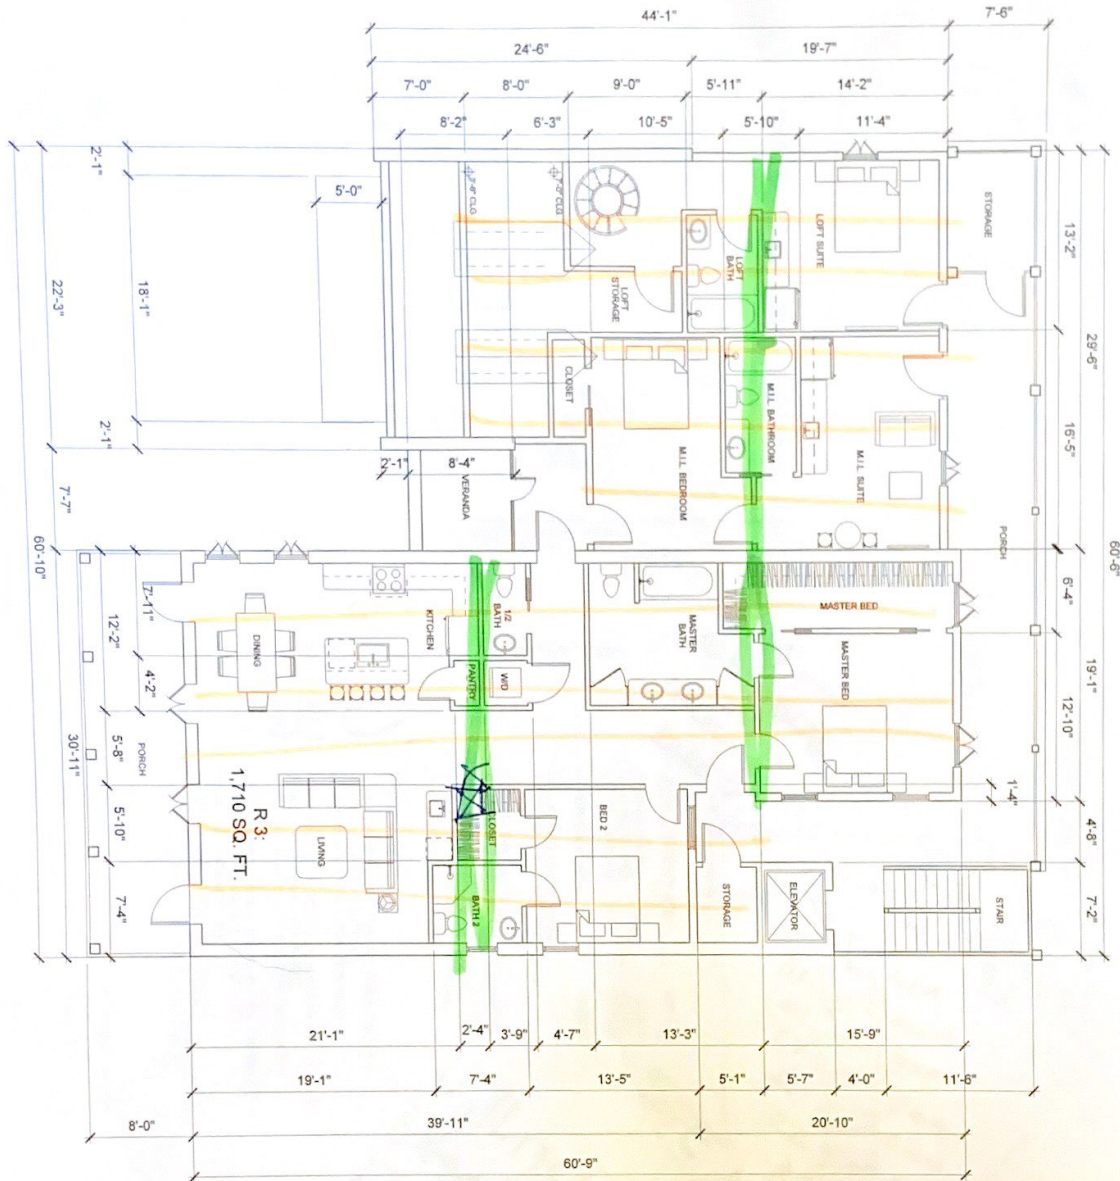 44'-1"
7'-6"
24'-6"
19'-7"
7'-0"
8'-0"
9'-0"
5'-11"
14'-2"
8'-2"
6'-3"
10'-5"
5'-10"
11'-4"
2'-1"
5'-0"
7'-8" CLG
STORAGE
13'-2"
LOFT SUITE
LOFT
BATH
LOFT
STORAGE
22'-3"
18'-1"
29'-6"
CLOSET
M.I.L. BATHROOM
M.I.L. BEDROOM
M.I.L. SUITE
16'-5"
2'-1"
2'-1"
8'-4"
VERANDA
7'-7"
PORCH
60'-10"
60'-6"
7'-11"
12'-2"
DINING
KITCHEN
1/2
BATH
MASTER
BATH
MASTER BED
6'-4"
MASTER BED
19'-1"
4'-2"
PANTRY
W/D
12'-10"
5'-8"
PORCH
30'-11"
R 3:
1,710 SQ. FT.
1'-4"
5'-10"
LIVING
CLOSET
BED 2
4'-8"
7'-4"
BATH 2
STORAGE
ELEVATOR
STAIR
7'-2"
21'-1"
2'-4"
3'-9"
4'-7"
13'-3"
15'-9"
19'-1"
7'-4"
13'-5"
5'-1"
5'-7"
4'-0"
11'-6"
8'-0"
39'-11"
20'-10"
60'-9"